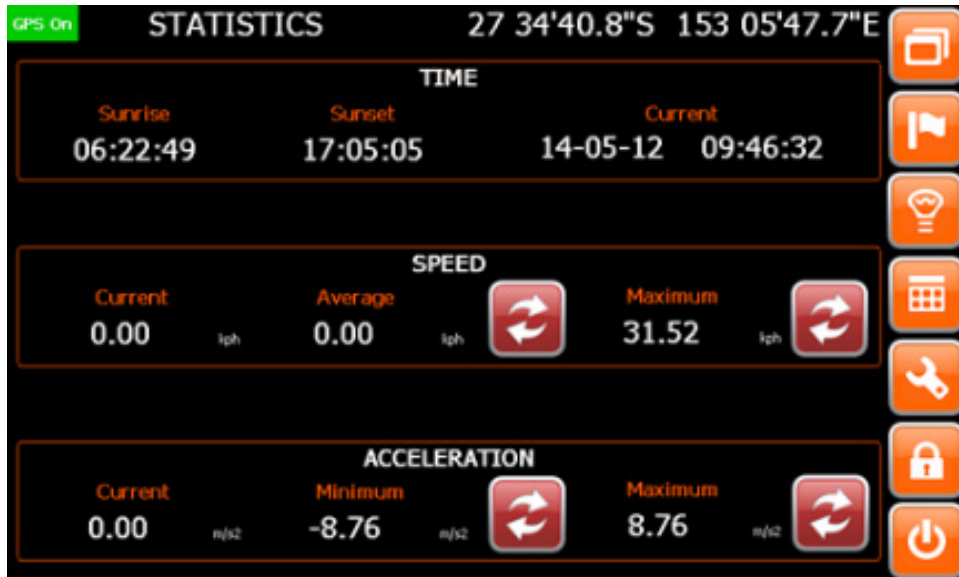 GPS On STATISTICS 27 34'40.8"S 153 05'47.7"E
TIME
Sunrise Sunset Current
06:22:49 17:05:05 14-05-12 09:46:32
SPEED
Current Average Maximum
0.00 kph 0.00 kph 31.52 kph
ACCELERATION
Current Minimum Maximum
0.00 m/s2 -8.76 m/s2 8.76 m/s2